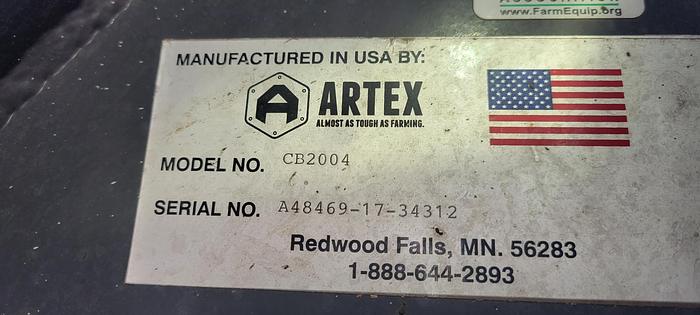 www.FarmEquip.org
MANUFACTURED IN USA BY:
ARTEX
ALMOST AS TOUGH AS FARMING.
MODEL NO. CB2004
SERIAL NO. A48469-17-34312
Redwood Falls, MN. 56283
1-888-644-2893